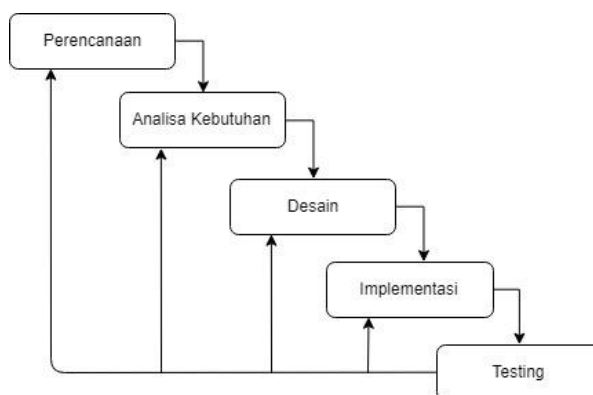 Perencanaan
Analisa Kebutuhan
Desain
Implementasi
Testing